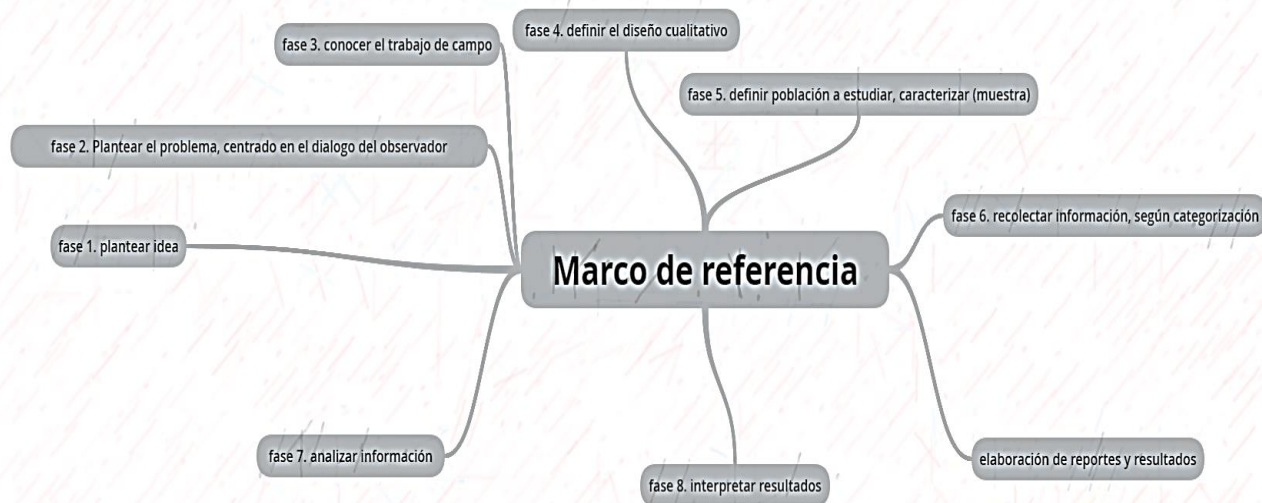 fase 4. definir el diseño cualitativo
fase 3. conocer el trabajo de campo
fase 5. definir población a estudiar, caracterizar (muestra)
fase 2. Plantear el problema, centrado en el dialogo del observador
fase 6. recolectar información, según categorización
fase 1. plantear idea
Marco de referencia
fase 7. analizar información
elaboración de reportes y resultados
fase 8. interpretar resultados